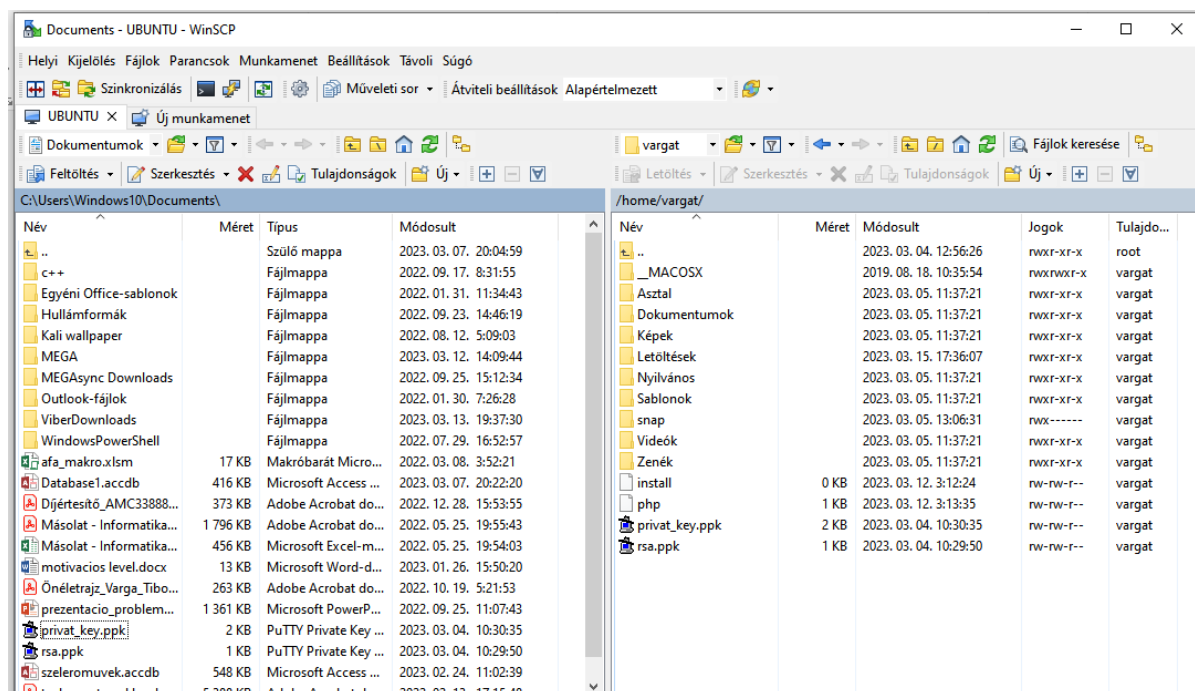 Documents - UBUNTU - WinSCP
Helyi Kijelölés Fájlok Parancsok Munkamenet Beállítások Távoli Súgó
Szinkronizálás Műveleti sor Átviteli beállítások Alapértelmezett
UBUNTU Új munkamenet
Dokumentumok
Feltöltés Szerkesztés Tulajdonságok Új
C:\Users\Windows10\Documents\
Név Méret Típus Módosult
.. Szülő mappa 2023. 03. 07. 20:04:59
c++ Fájlmappa 2022. 09. 17. 8:31:55
Egyéni Office-sablonok Fájlmappa 2022. 01. 31. 11:34:43
Hullámformák Fájlmappa 2022. 09. 23. 14:46:19
Kali wallpaper Fájlmappa 2022. 08. 12. 5:09:03
MEGA Fájlmappa 2023. 03. 12. 14:09:44
MEGAsync Downloads Fájlmappa 2022. 09. 25. 15:12:34
Outlook-fájlok Fájlmappa 2022. 01. 30. 7:26:28
ViberDownloads Fájlmappa 2023. 03. 13. 19:37:30
WindowsPowerShell Fájlmappa 2022. 07. 29. 16:52:57
afa_makro.xlsm 17 KB Makróbarát Micro... 2022. 03. 08. 3:52:21
Database1.accdb 416 KB Microsoft Access ... 2023. 03. 07. 20:22:20
Díjértesítő_AMC33888... 373 KB Adobe Acrobat do... 2022. 12. 28. 15:53:55
Másolat - Informatika... 1 796 KB Adobe Acrobat do... 2022. 05. 25. 19:55:43
Másolat - Informatika... 456 KB Microsoft Excel-m... 2022. 05. 25. 19:54:03
motivacios level.docx 13 KB Microsoft Word-d... 2023. 01. 26. 15:50:20
Önéletrajz_Varga_Tibo... 263 KB Adobe Acrobat do... 2022. 10. 19. 5:21:53
prezentacio_problem... 1 361 KB Microsoft PowerP... 2022. 09. 25. 11:07:43
privat_key.ppk 2 KB PuTTY Private Key ... 2023. 03. 04. 10:30:35
rsa.ppk 1 KB PuTTY Private Key ... 2023. 03. 04. 10:29:50
szeleromuvek.accdb 548 KB Microsoft Access ... 2023. 02. 24. 11:02:39
vargat Fájlok keresése
Letöltés Szerkesztés Tulajdonságok Új
/home/vargat/
Név Méret Módosult Jogok Tulajdo...
.. 2023. 03. 04. 12:56:26 rwxr-xr-x root
__MACOSX 2019. 08. 18. 10:35:54 rwxrwxr-x vargat
Asztal 2023. 03. 05. 11:37:21 rwxr-xr-x vargat
Dokumentumok 2023. 03. 05. 11:37:21 rwxr-xr-x vargat
Képek 2023. 03. 05. 11:37:21 rwxr-xr-x vargat
Letöltések 2023. 03. 15. 17:36:07 rwxr-xr-x vargat
Nyilvános 2023. 03. 05. 11:37:21 rwxr-xr-x vargat
Sablonok 2023. 03. 05. 11:37:21 rwxr-xr-x vargat
snap 2023. 03. 05. 13:06:31 rwx------ vargat
Videók 2023. 03. 05. 11:37:21 rwxr-xr-x vargat
Zenék 2023. 03. 05. 11:37:21 rwxr-xr-x vargat
install 0 KB 2023. 03. 12. 3:12:24 rw-rw-r-- vargat
php 1 KB 2023. 03. 12. 3:13:35 rw-rw-r-- vargat
privat_key.ppk 2 KB 2023. 03. 04. 10:30:35 rw-rw-r-- vargat
rsa.ppk 1 KB 2023. 03. 04. 10:29:50 rw-rw-r-- vargat